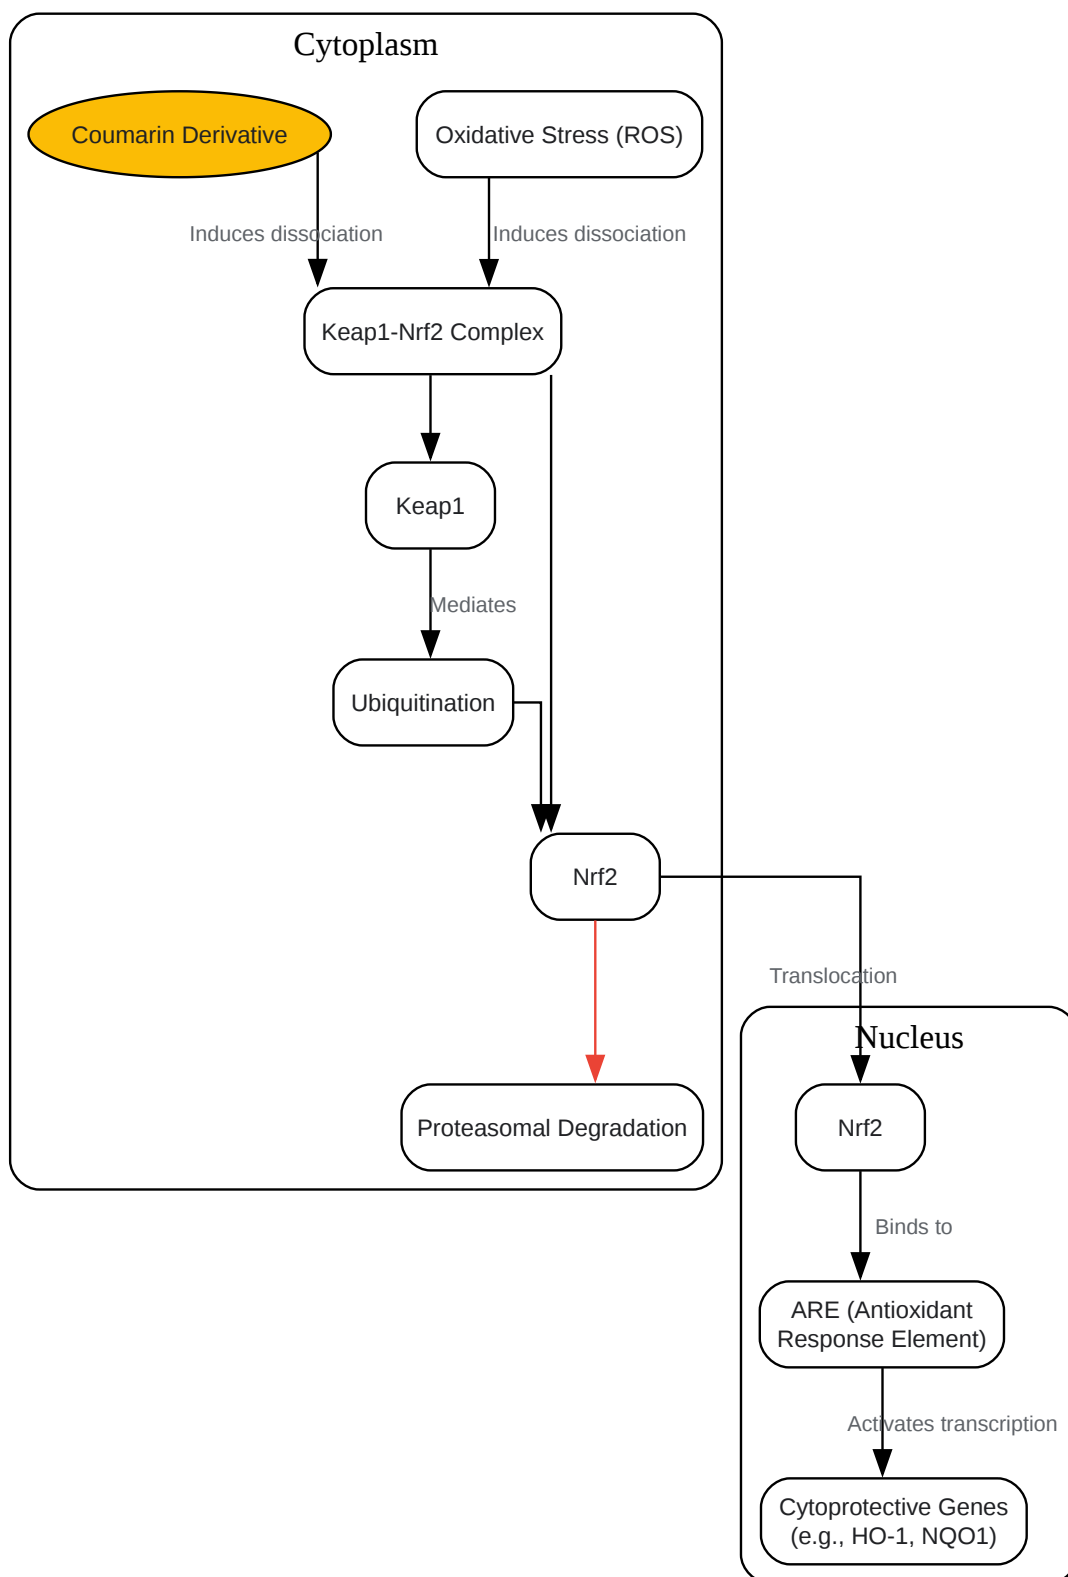 Cytoplasm
Coumarin Derivative
Oxidative Stress (ROS)
Induces dissociation
Induces dissociation
Keap1-Nrf2 Complex
Keap1
Mediates
Ubiquitination
Nrf2
Translocation
Nucleus
Proteasomal Degradation
Nrf2
Binds to
ARE (Antioxidant
Response Element)
Activates transcription
Cytoprotective Genes
(e.g., HO-1, NQO1)